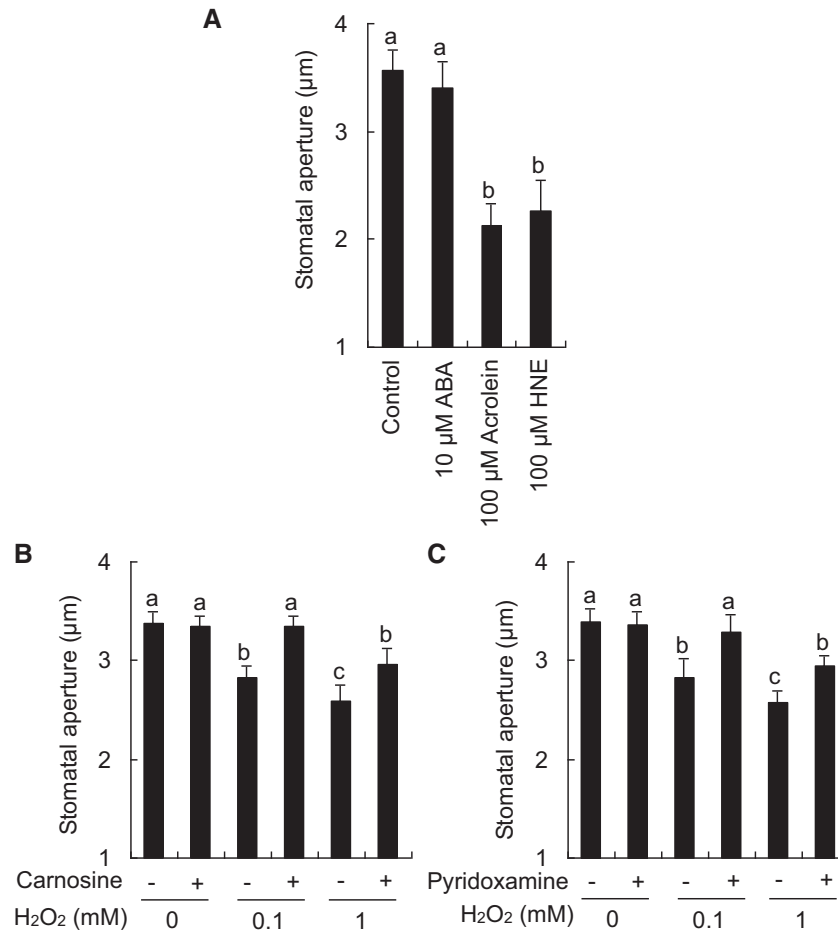 A
Stomatal aperture (µm)
4
3
2
1
a
a
b
b
Control
10 µM ABA
100 µM Acrolein
100 µM HNE
B
Stomatal aperture (µm)
4
3
2
1
a
a
b
a
c
b
Carnosine - + - + - +
H₂O₂ (mM) 0 0.1 1
C
Stomatal aperture (µm)
4
3
2
1
a
a
b
a
c
b
Pyridoxamine - + - + - +
H₂O₂ (mM) 0 0.1 1